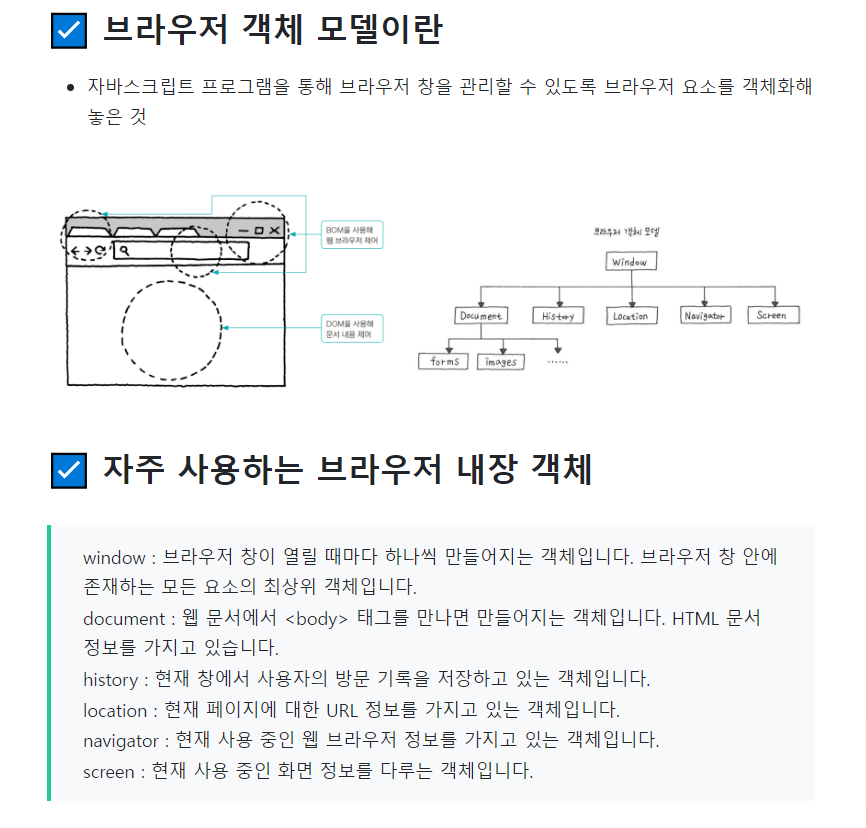 브라우저 객체 모델이란
자바스크립트 프로그램을 통해 브라우저 창을 관리할 수 있도록 브라우저 요소를 객체화해
놓은 것
BOM을 사용해
웹 브라우저 제어
DOM을 사용해
문서 내용 제어
브라우저 객체 모델
Window
Document
History
Location
Navigator
Screen
forms
images
......
자주 사용하는 브라우저 내장 객체
window : 브라우저 창이 열릴 때마다 하나씩 만들어지는 객체입니다. 브라우저 창 안에
존재하는 모든 요소의 최상위 객체입니다.
document : 웹 문서에서 <body> 태그를 만나면 만들어지는 객체입니다. HTML 문서
정보를 가지고 있습니다.
history : 현재 창에서 사용자의 방문 기록을 저장하고 있는 객체입니다.
location : 현재 페이지에 대한 URL 정보를 가지고 있는 객체입니다.
navigator : 현재 사용 중인 웹 브라우저 정보를 가지고 있는 객체입니다.
screen : 현재 사용 중인 화면 정보를 다루는 객체입니다.